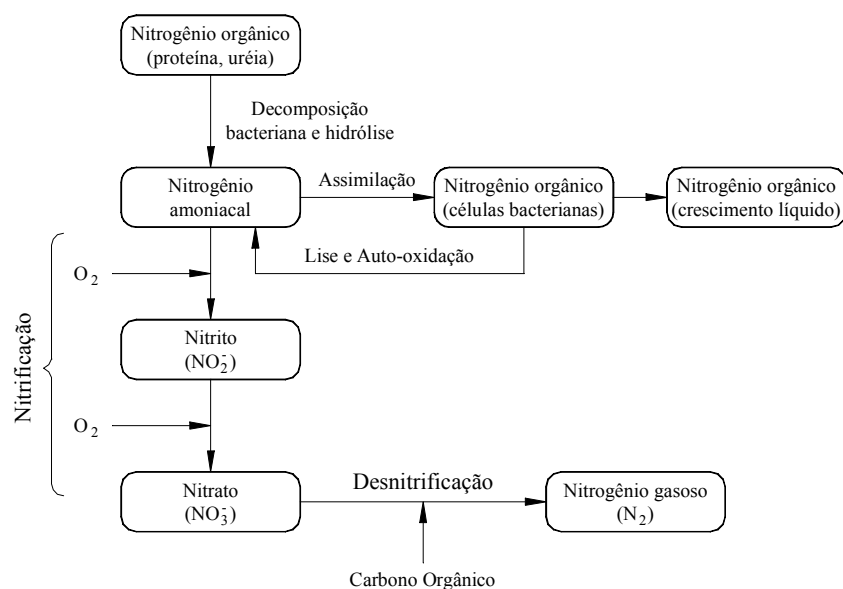 Nitrogênio orgânico
(proteína, uréia)
Decomposição
bacteriana e hidrólise
Nitrogênio
amoniacal
Assimilação
Nitrogênio orgânico
(células bacterianas)
Nitrogênio orgânico
(crescimento líquido)
Lise e Auto-oxidação
Nitrificação
O₂
Nitrito
(NO₂⁻)
O₂
Nitrato
(NO₃⁻)
Desnitrificação
Nitrogênio gasoso
(N₂)
Carbono Orgânico